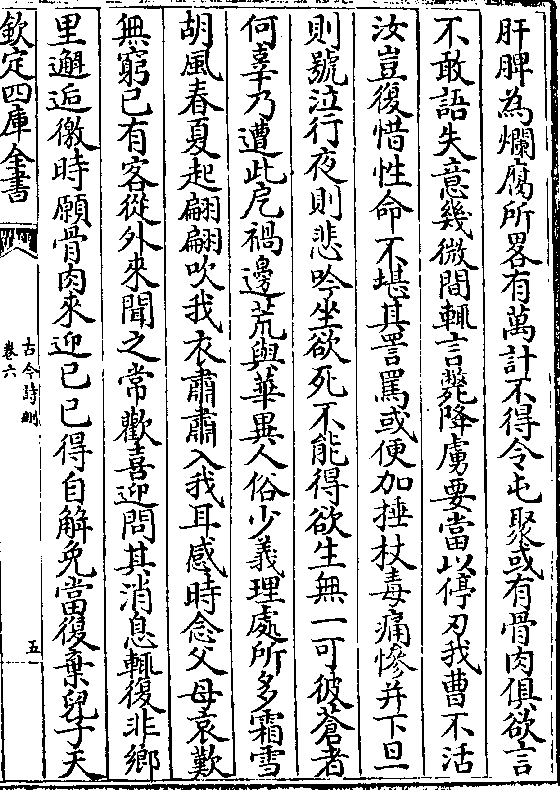 肝脾為爛腐所畧有萬計不得令屯聚或有骨肉俱欲言
不敢語失意幾微間輒言斃降虜要當以停刃我曹不活
汝豈復惜性命不堪其詈罵或便加捶杖毒痛慘并下旦
則號泣行夜則悲吟坐欲死不能得欲生無一可彼蒼者
何辜乃遭此戹禍邊荒與華異人俗少義理處所多霜雪
胡風春夏起翩翩吹我衣肅肅入我耳感時念父母哀歎
無窮已有客從外來聞之常歡喜迎問其消息輒復非鄉
里邂逅徼時願骨肉來迎已已得自解免當復棄兒子天
欽定四庫全書
古今詩刪
卷六
五